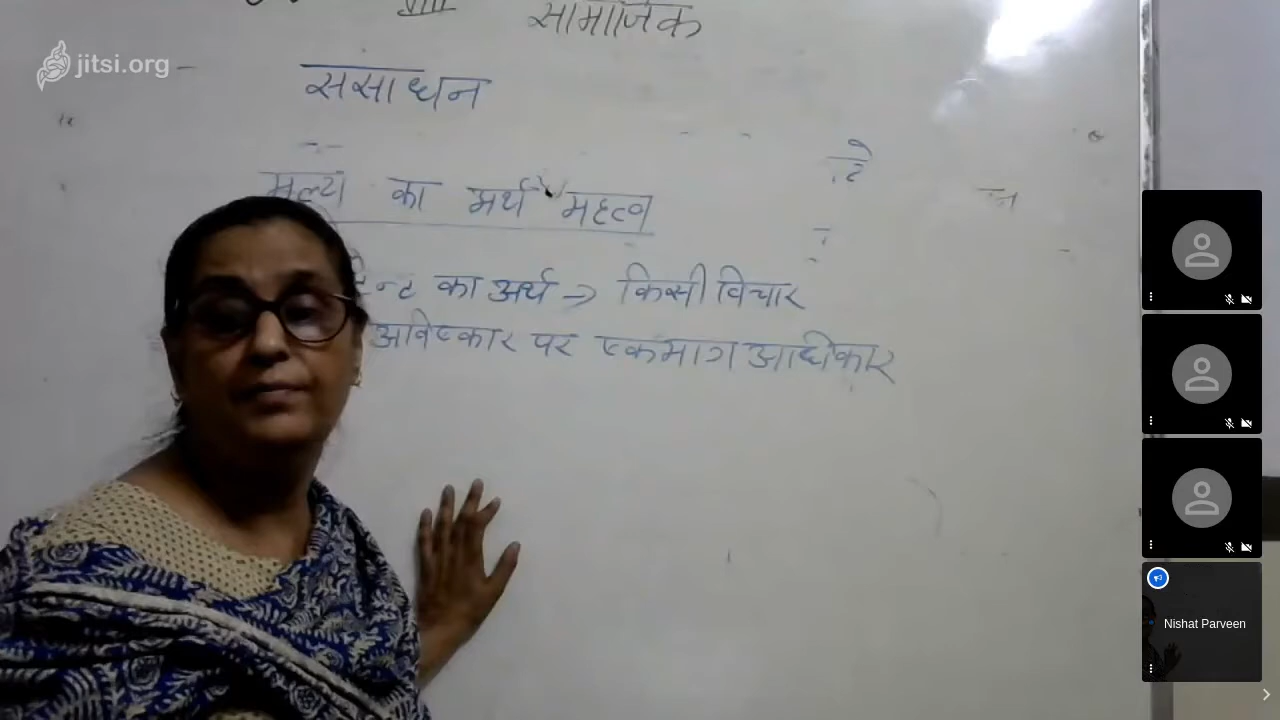 सामाजिक
jitsi.org
संसाधन
मूल्य का अर्थ महत्व
का अर्थ → किसी विचार
आविष्कार पर एकमात्र अधिकार
Nishat Parveen